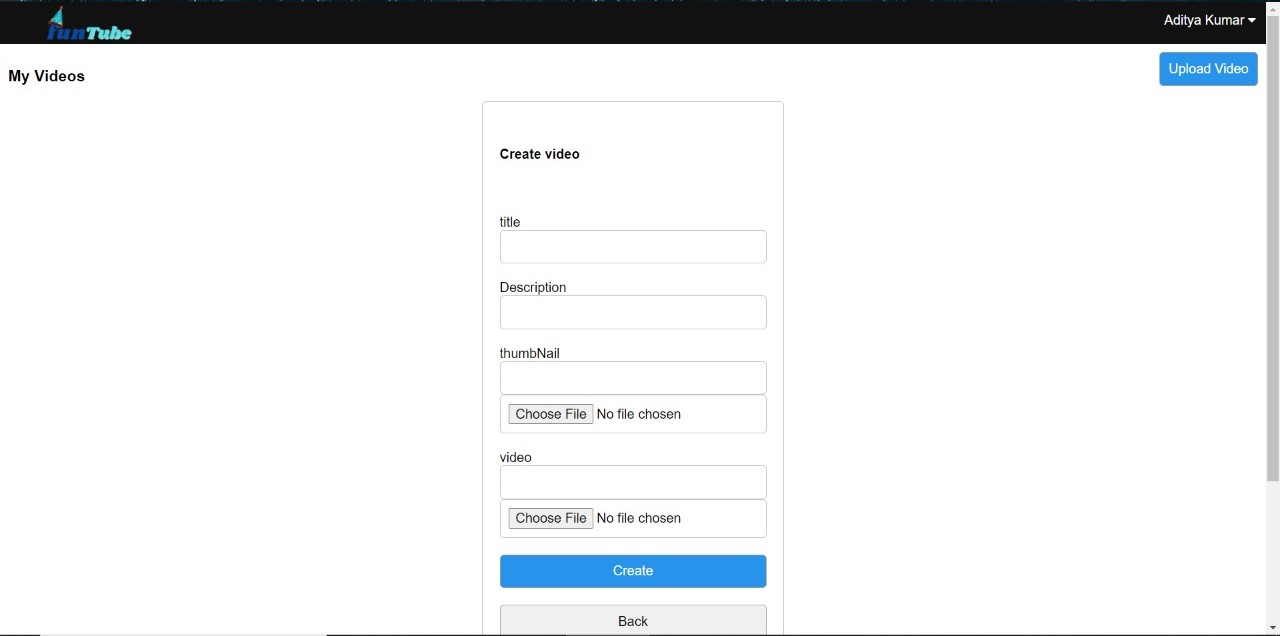 funTube
Aditya Kumar
My Videos
Upload Video
Create video
title
Description
thumbNail
Choose File No file chosen
video
Choose File No file chosen
Create
Back